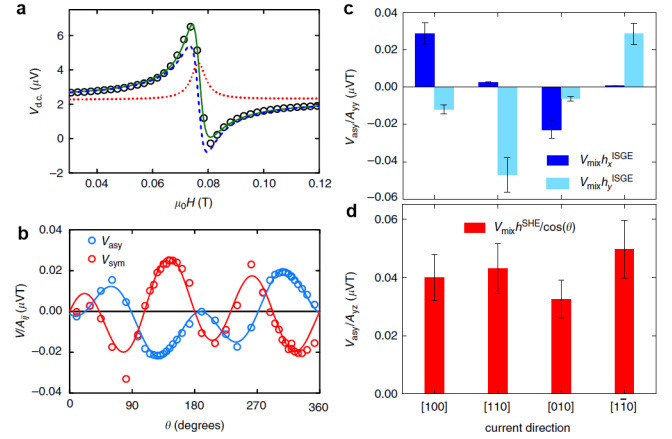 a
6
4
2
0
−2
V_d.c. (μV)
0.04 0.06 0.08 0.10 0.12
μ₀H (T)
b
V_asy
V_sym
0.04
0.02
0.00
−0.02
−0.04
V/A_ij (μVT)
0 90 180 270 360
θ (degrees)
c
0.04
0.02
0.00
−0.02
−0.04
−0.06
V_asy/A_yy (μVT)
V_mix h_x^ISGE
V_mix h_y^ISGE
d
V_mix h^SHE/cos(θ)
0.06
0.04
0.02
0.00
V_asy/A_yz (μVT)
[100] [110] [010] [11̄0]
current direction